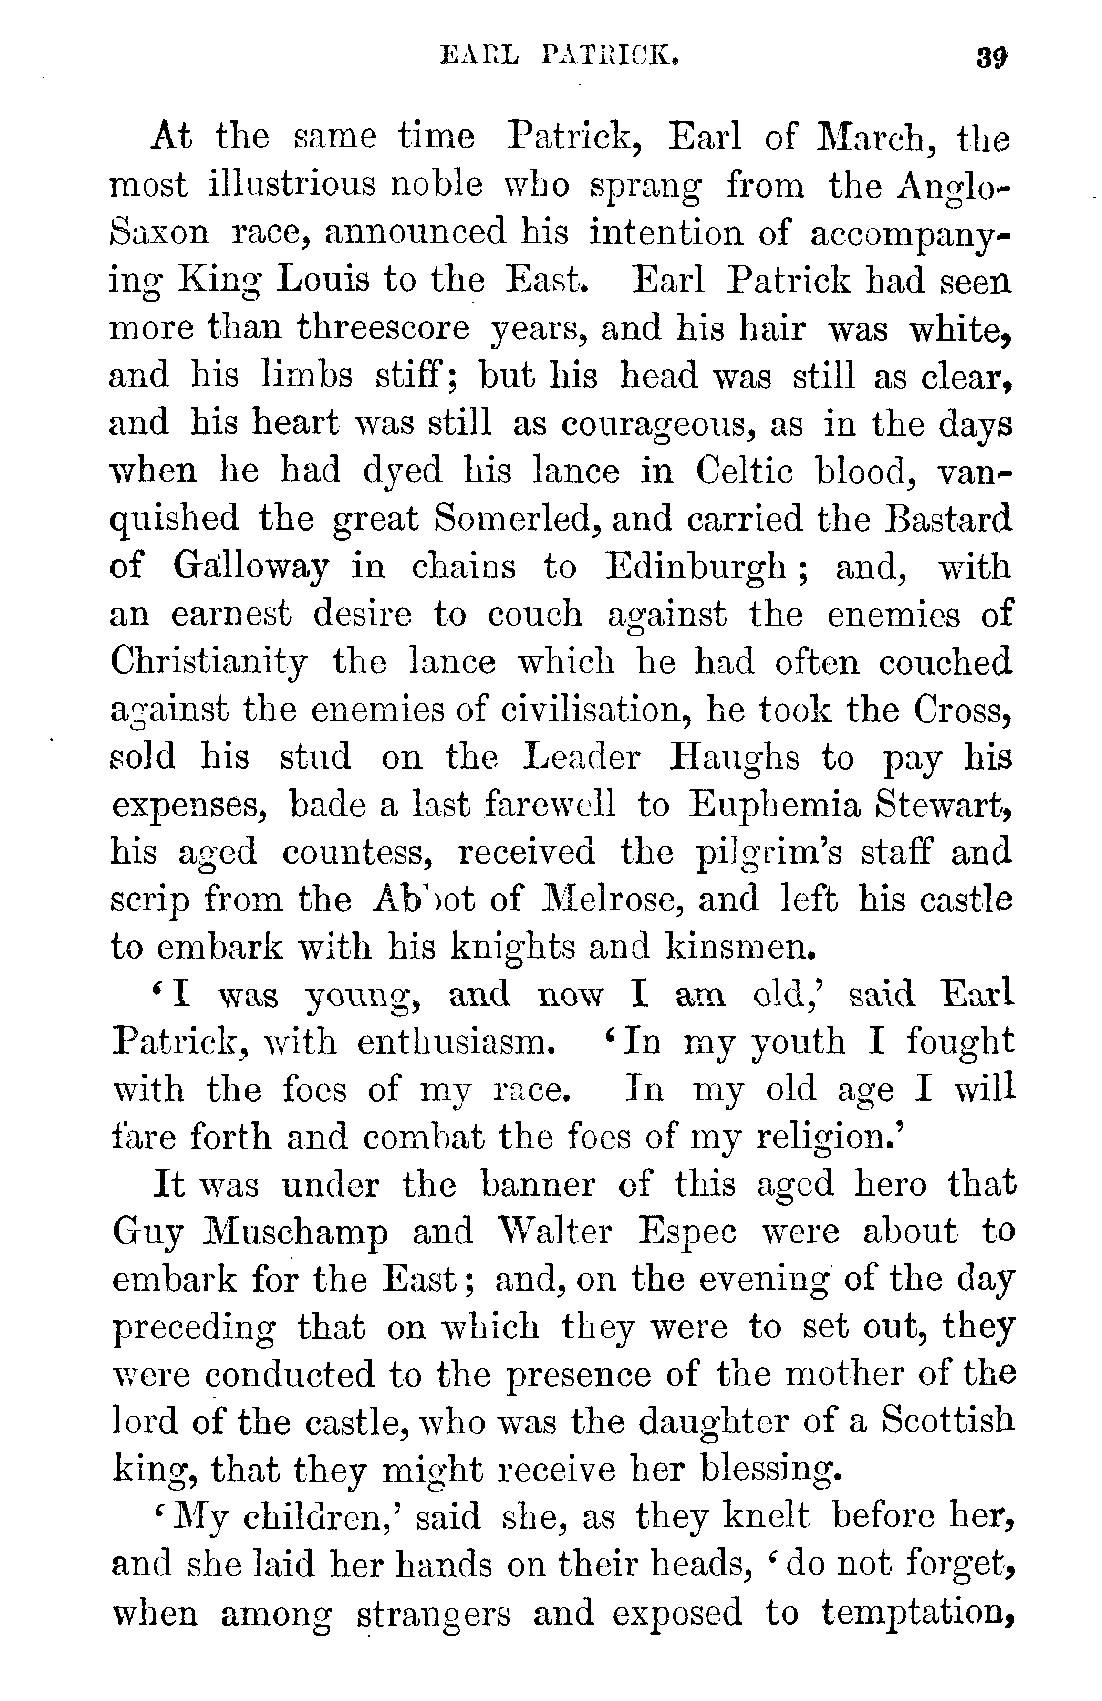 EARL PATRICK. 39
At the same time Patrick, Earl of March, the
most illustrious noble who sprang from the Anglo-
Saxon race, announced his intention of accompany-
ing King Louis to the East. Earl Patrick had seen
more than threescore years, and his hair was white,
and his limbs stiff; but his head was still as clear,
and his heart was still as courageous, as in the days
when he had dyed his lance in Celtic blood, van-
quished the great Somerled, and carried the Bastard
of Galloway in chains to Edinburgh; and, with
an earnest desire to couch against the enemies of
Christianity the lance which he had often couched
against the enemies of civilisation, he took the Cross,
sold his stud on the Leader Haughs to pay his
expenses, bade a last farewell to Euphemia Stewart,
his aged countess, received the pilgrim's staff and
scrip from the Abbot of Melrose, and left his castle
to embark with his knights and kinsmen.
‘I was young, and now I am old,’ said Earl
Patrick, with enthusiasm. ‘In my youth I fought
with the foes of my race. In my old age I will
fare forth and combat the foes of my religion.’
It was under the banner of this aged hero that
Guy Muschamp and Walter Espec were about to
embark for the East; and, on the evening of the day
preceding that on which they were to set out, they
were conducted to the presence of the mother of the
lord of the castle, who was the daughter of a Scottish
king, that they might receive her blessing.
‘My children,’ said she, as they knelt before her,
and she laid her hands on their heads, ‘do not forget,
when among strangers and exposed to temptation,